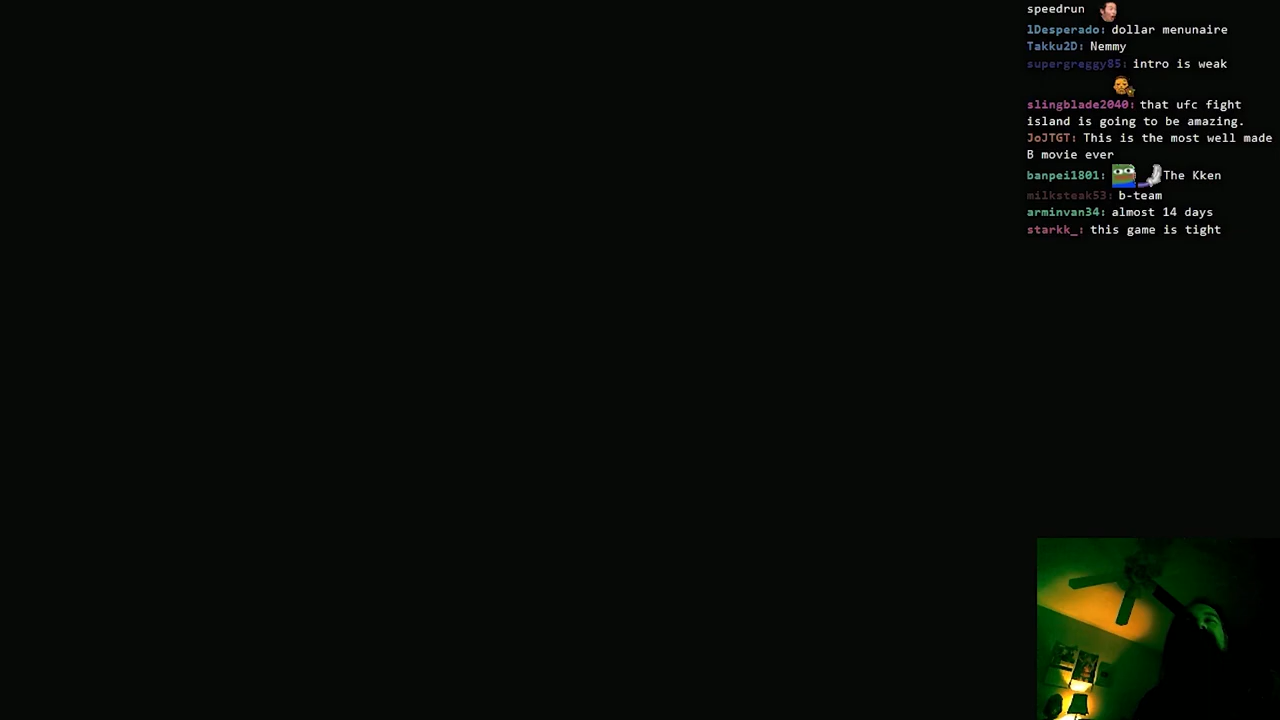 speedrun
lDesperado: dollar menunaire
Takku2D: Nemmy
supergreggy85: intro is weak
slingblade2040: that ufc fight
island is going to be amazing.
JoJTGT: This is the most well made
B movie ever
banpei1801: The Kken
milksteak53: b-team
arminvan34: almost 14 days
starkk_: this game is tight